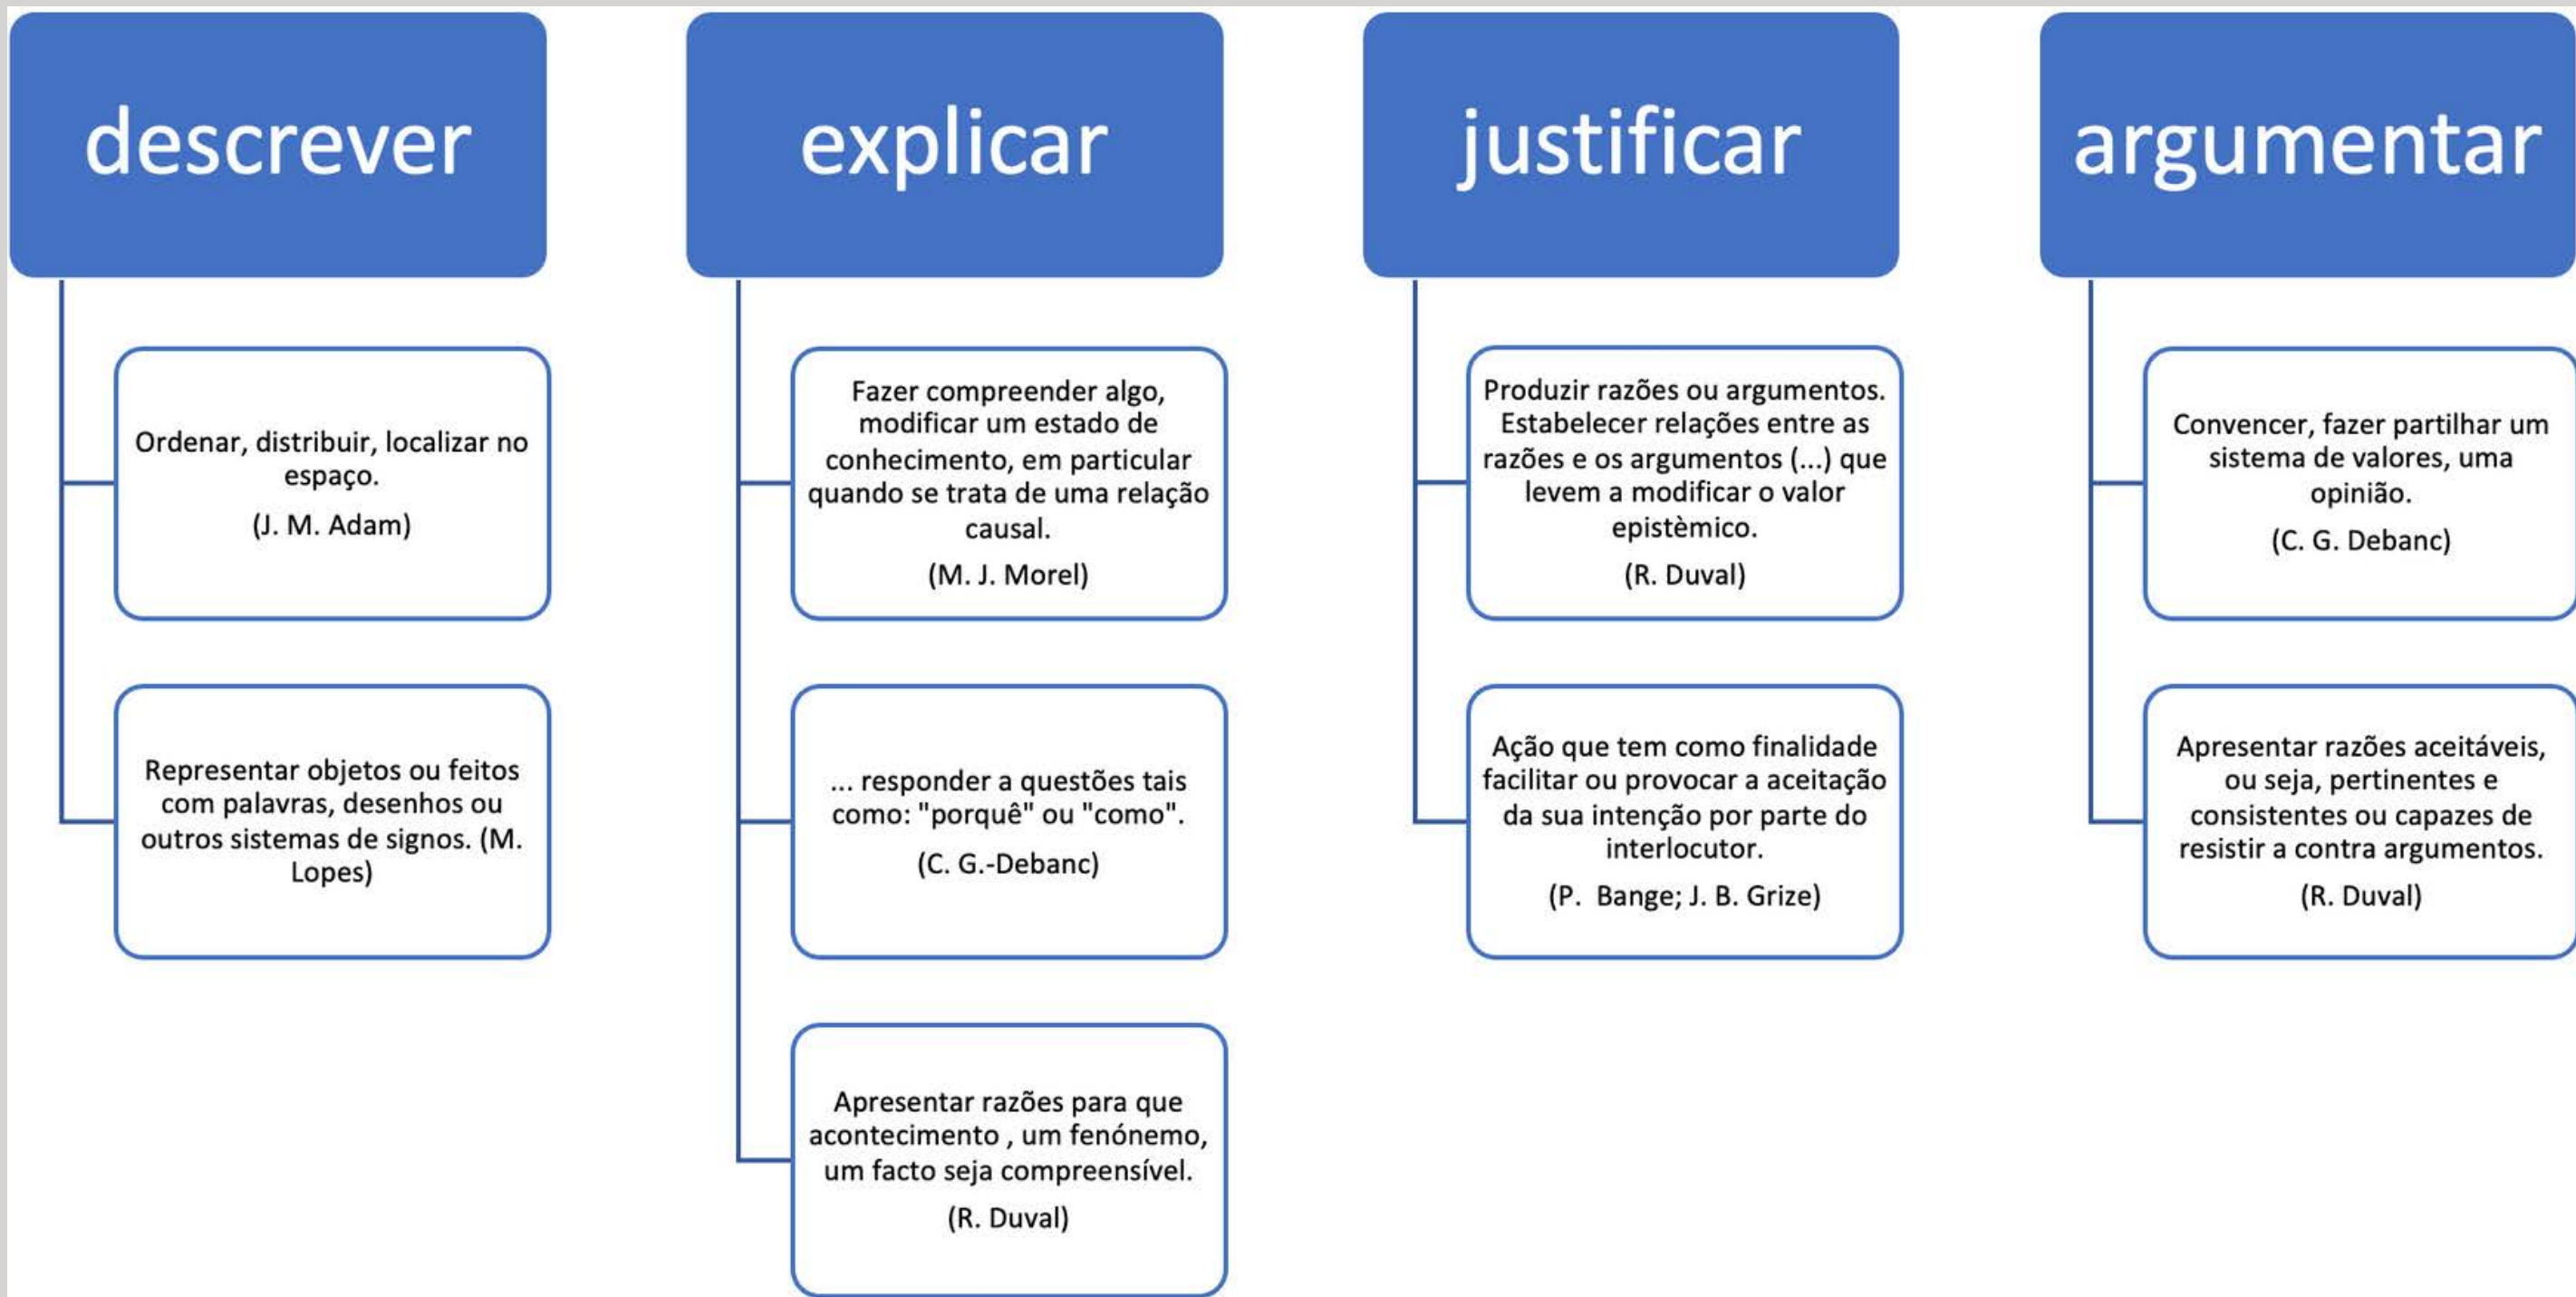 descrever
Ordenar, distribuir, localizar no
espaço.
(J. M. Adam)
Representar objetos ou feitos
com palavras, desenhos ou
outros sistemas de signos. (M.
Lopes)
explicar
Fazer compreender algo,
modificar um estado de
conhecimento, em particular
quando se trata de uma relação
causal.
(M. J. Morel)
... responder a questões tais
como: "porquê" ou "como".
(C. G.-Debanc)
Apresentar razões para que
acontecimento , um fenónemo,
um facto seja compreensível.
(R. Duval)
justificar
Produzir razões ou argumentos.
Estabelecer relações entre as
razões e os argumentos (...) que
levem a modificar o valor
epistèmico.
(R. Duval)
Ação que tem como finalidade
facilitar ou provocar a aceitação
da sua intenção por parte do
interlocutor.
(P.  Bange; J. B. Grize)
argumentar
Convencer, fazer partilhar um
sistema de valores, uma
opinião.
(C. G. Debanc)
Apresentar razões aceitáveis,
ou seja, pertinentes e
consistentes ou capazes de
resistir a contra argumentos.
(R. Duval)